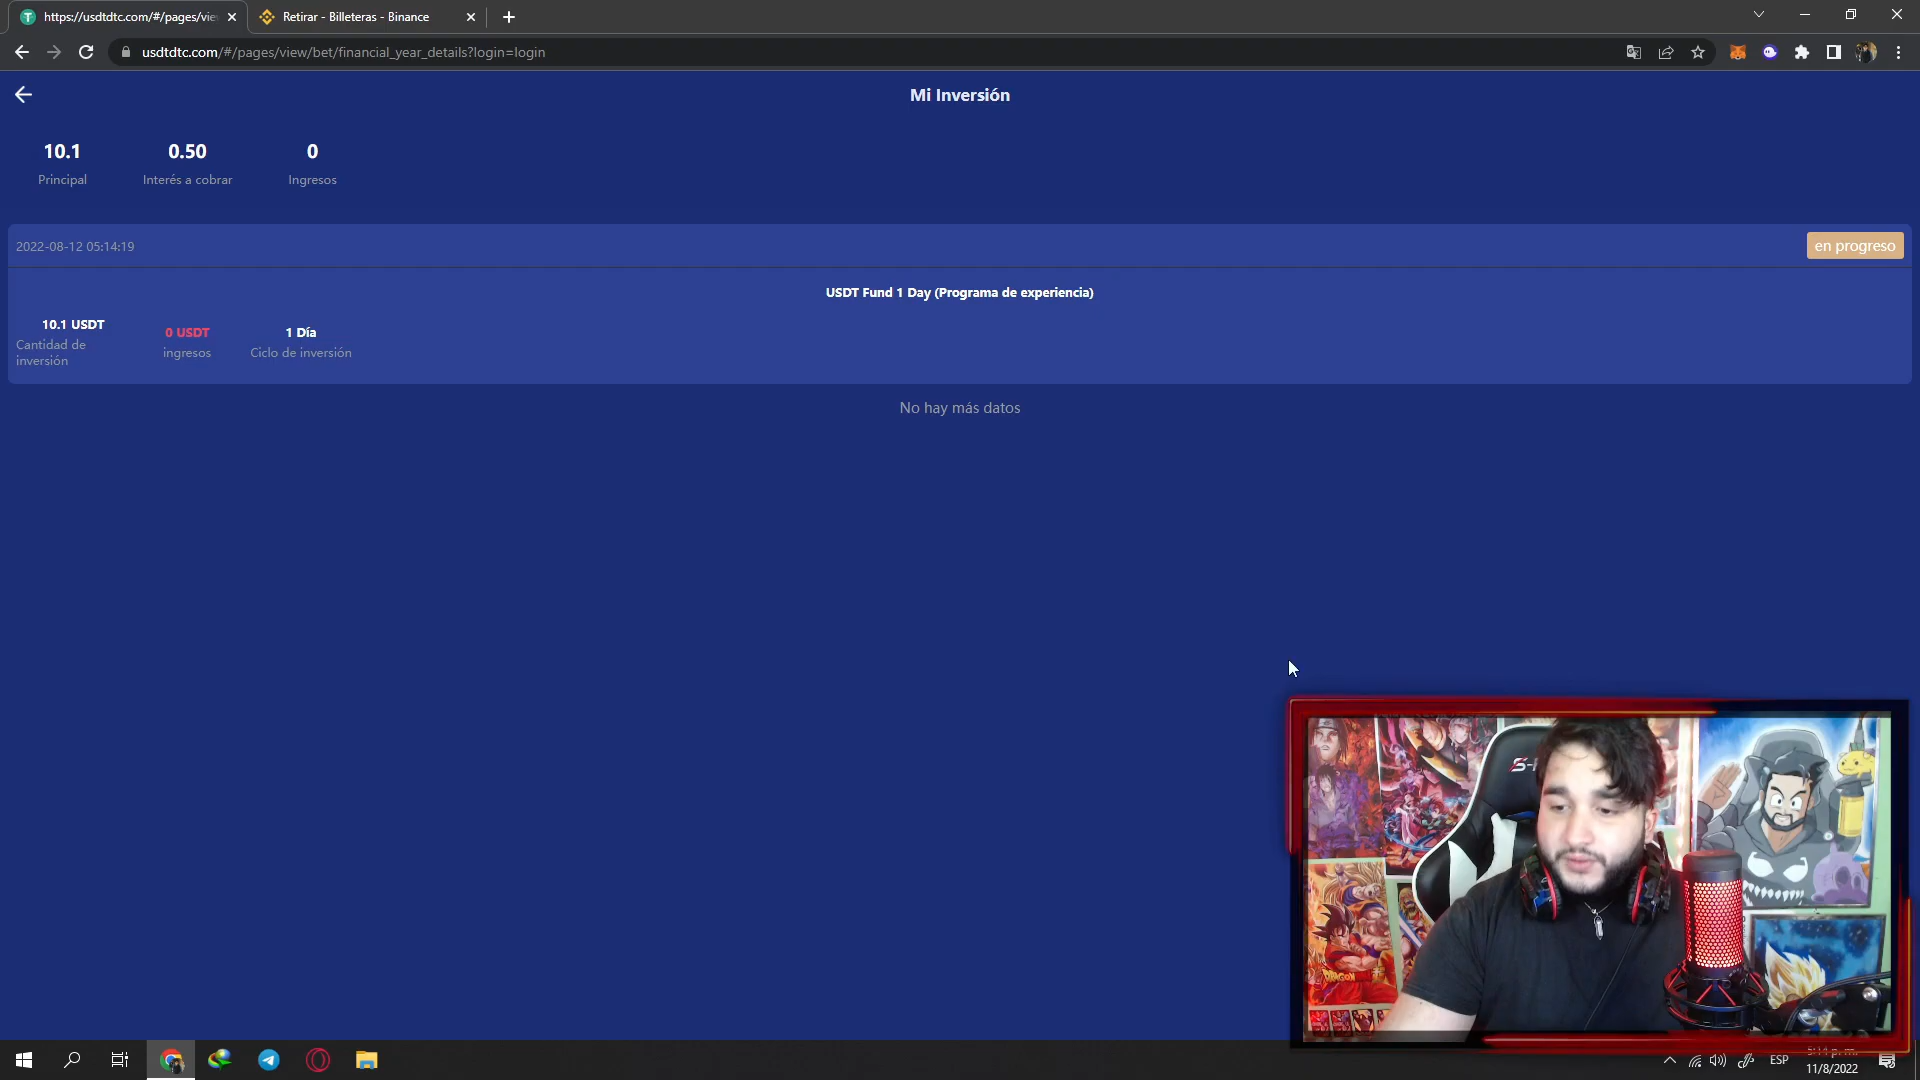 https://usdtdtc.com/#/pages/vie
Retirar - Billeteras - Binance
usdtdtc.com/#/pages/view/bet/financial_year_details?login=login
Mi Inversión
10.1
0.50
0
Principal
Interés a cobrar
Ingresos
2022-08-12 05:14:19
en progreso
USDT Fund 1 Day (Programa de experiencia)
10.1 USDT
0 USDT
1 Día
Cantidad de
inversión
ingresos
Ciclo de inversión
No hay más datos
DRAGON
ESP
11/8/2022